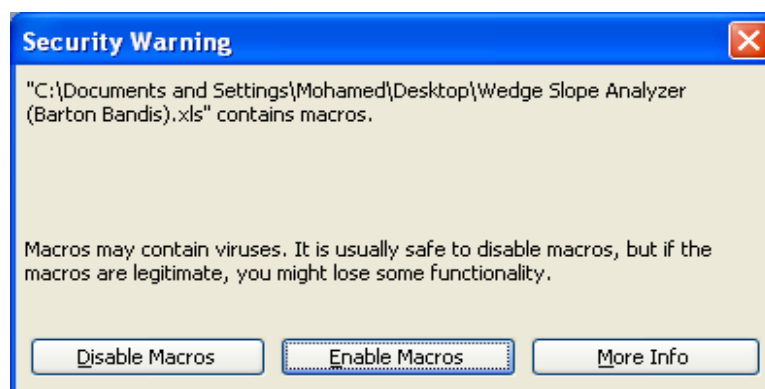 Security Warning
"C:\Documents and Settings\Mohamed\Desktop\Wedge Slope Analyzer
(Barton Bandis).xls" contains macros.
Macros may contain viruses. It is usually safe to disable macros, but if the
macros are legitimate, you might lose some functionality.
Disable Macros Enable Macros More Info